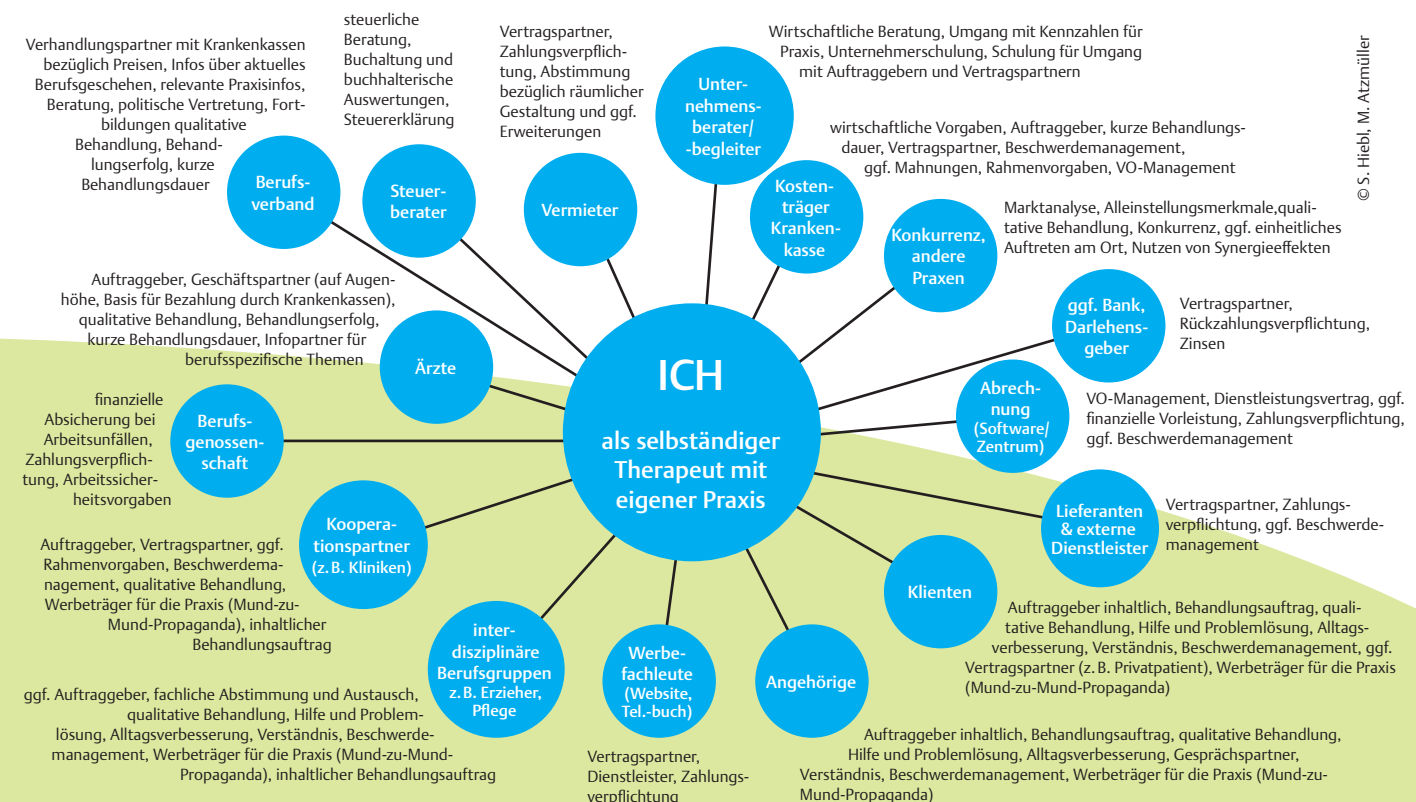 Verhandlungspartner mit Krankenkassen
bezüglich Preisen, Infos über aktuelles
Berufsgeschehen, relevante Praxisinfos,
Beratung, politische Vertretung, Fort-
bildungen qualitative
Behandlung, Behand-
lungserfolg, kurze
Behandlungsdauer
Berufs-
verband
steuerliche
Beratung,
Buchaltung und
buchhalterische
Auswertungen,
Steuererklärung
Steuer-
berater
Vertragspartner,
Zahlungsverpflich-
tung, Abstimmung
bezüglich räumlicher
Gestaltung und ggf.
Erweiterungen
Vermieter
Unter-
nehmens-
berater/
-begleiter
Wirtschaftliche Beratung, Umgang mit Kennzahlen für
Praxis, Unternehmerschulung, Schulung für Umgang
mit Auftraggebern und Vertragspartnern
© S. Hiebl, M. Atzmüller
wirtschaftliche Vorgaben, Auftraggeber, kurze Behandlungs-
dauer, Vertragspartner, Beschwerdemanagement,
ggf. Mahnungen, Rahmenvorgaben, VO-Management
Kosten-
träger
Kranken-
kasse
Konkurrenz,
andere
Praxen
Marktanalyse, Alleinstellungsmerkmale,quali-
tative Behandlung, Konkurrenz, ggf. einheitliches
Auftreten am Ort, Nutzen von Synergieeffekten
Auftraggeber, Geschäftspartner (auf Augen-
höhe, Basis für Bezahlung durch Krankenkassen),
qualitative Behandlung, Behandlungserfolg,
kurze Behandlungsdauer, Infopartner für
berufsspezifische Themen
Ärzte
ggf. Bank,
Darlehens-
geber
Vertragspartner,
Rückzahlungsverpflichtung,
Zinsen
ICH
als selbständiger
Therapeut mit
eigener Praxis
Abrech-
nung
(Software/
Zentrum)
VO-Management, Dienstleistungsvertrag, ggf.
finanzielle Vorleistung, Zahlungsverpflichtung,
ggf. Beschwerdemanagement
finanzielle
Absicherung bei
Arbeitsunfällen,
Zahlungsverpflich-
tung, Arbeitssicher-
heitsvorgaben
Berufs-
genossen-
schaft
Lieferanten
& externe
Dienstleister
Vertragspartner, Zahlungs-
verpflichtung, ggf. Beschwerde-
management
Koopera-
tionspartner
(z. B. Kliniken)
Auftraggeber, Vertragspartner, ggf.
Rahmenvorgaben, Beschwerdema-
nagement, qualitative Behandlung,
Werbeträger für die Praxis (Mund-zu-
Mund-Propaganda), inhaltlicher
Behandlungsauftrag
Klienten
Auftraggeber inhaltlich, Behandlungsauftrag, quali-
tative Behandlung, Hilfe und Problemlösung, Alltags-
verbesserung, Verständnis, Beschwerdemanagement, ggf.
Vertragspartner (z. B. Privatpatient), Werbeträger für die Praxis
(Mund-zu-Mund-Propaganda)
inter-
disziplinäre
Berufsgruppen
z. B. Erzieher,
Pflege
ggf. Auftraggeber, fachliche Abstimmung und Austausch,
qualitative Behandlung, Hilfe und Problem-
lösung, Alltagsverbesserung, Verständnis, Beschwerde-
management, Werbeträger für die Praxis (Mund-zu-Mund-
Propaganda), inhaltlicher Behandlungsauftrag
Werbe-
fachleute
(Website,
Tel.-buch)
Vertragspartner,
Dienstleister, Zahlungs-
verpflichtung
Angehörige
Auftraggeber inhaltlich, Behandlungsauftrag, qualitative Behandlung,
Hilfe und Problemlösung, Alltagsverbesserung, Gesprächspartner,
Verständnis, Beschwerdemanagement, Werbeträger für die Praxis (Mund-zu-
Mund-Propaganda)